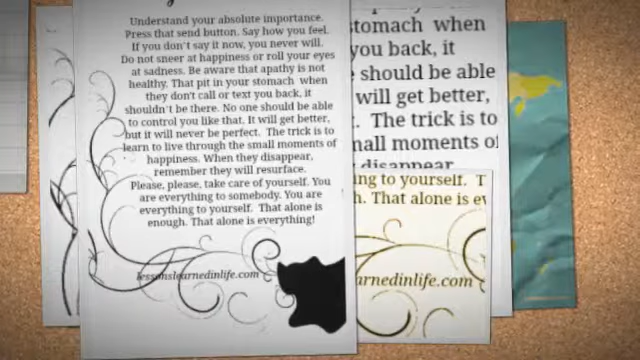 Understand your absolute importance.
Press that send button. Say how you feel.
If you don't say it now, you never will.
Do not sneer at happiness or roll your eyes
at sadness. Be aware that apathy is not
healthy. That pit in your stomach when
they don't call or text you back, it
shouldn't be there. No one should be able
to control you like that. It will get better,
but it will never be perfect. The trick is to
learn to live through the small moments of
happiness. When they disappear,
remember they will resurface.
Please, please, take care of yourself. You
are everything to somebody. You are
everything to yourself. That alone is
enough. That alone is everything!
lessonslearnedinlife.com
stomach when
you back, it
should be able
will get better,
. The trick is to
mall moments of
disappear
ing to yourself. T
h. That alone is ev
arnedinlife.com